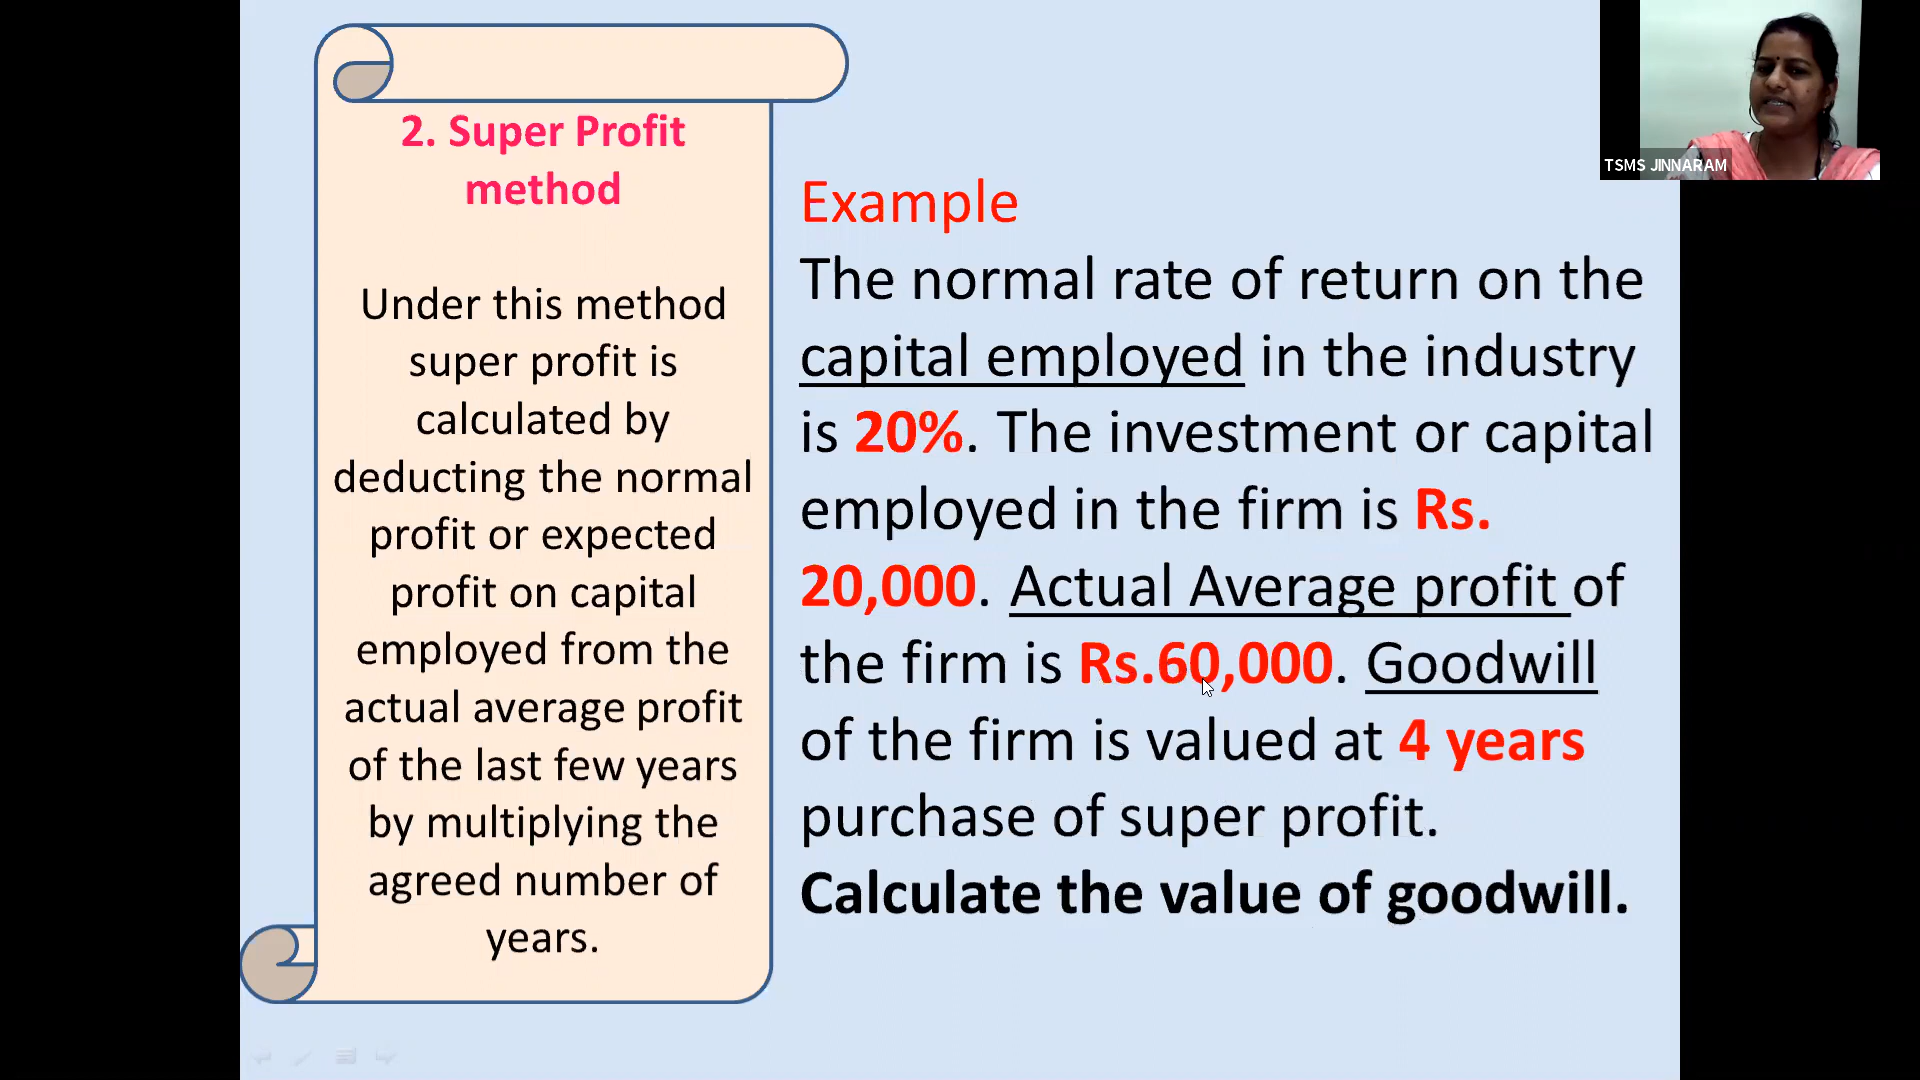 2. Super Profit
method
Under this method
super profit is
calculated by
deducting the normal
profit or expected
profit on capital
employed from the
actual average profit
of the last few years
by multiplying the
agreed number of
years.
Example
The normal rate of return on the
capital employed in the industry
is 20%. The investment or capital
employed in the firm is Rs.
20,000. Actual Average profit of
the firm is Rs.60,000. Goodwill
of the firm is valued at 4 years
purchase of super profit.
Calculate the value of goodwill.
TSMS JINNARAM